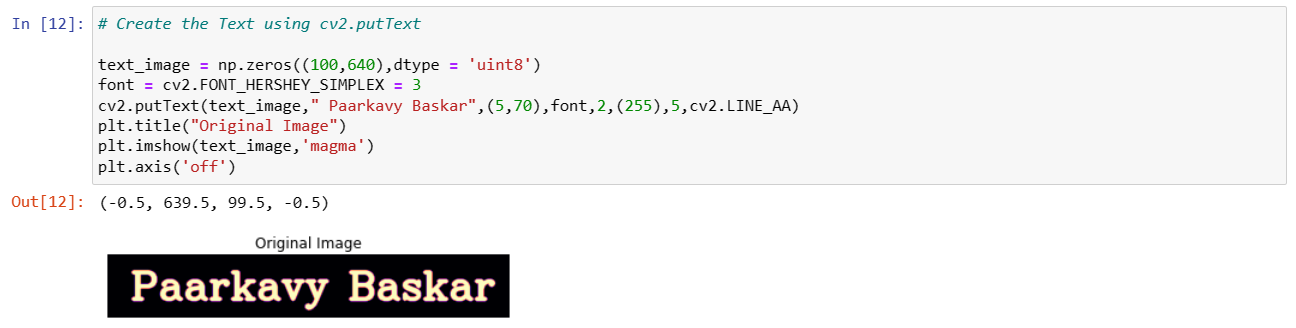 In [12]: # Create the Text using cv2.putText
text_image = np.zeros((100,640),dtype = 'uint8')
font = cv2.FONT_HERSHEY_SIMPLEX = 3
cv2.putText(text_image," Paarkavy Baskar",(5,70),font,2,(255),5,cv2.LINE_AA)
plt.title("Original Image")
plt.imshow(text_image,'magma')
plt.axis('off')
Out[12]: (-0.5, 639.5, 99.5, -0.5)
Original Image
Paarkavy Baskar